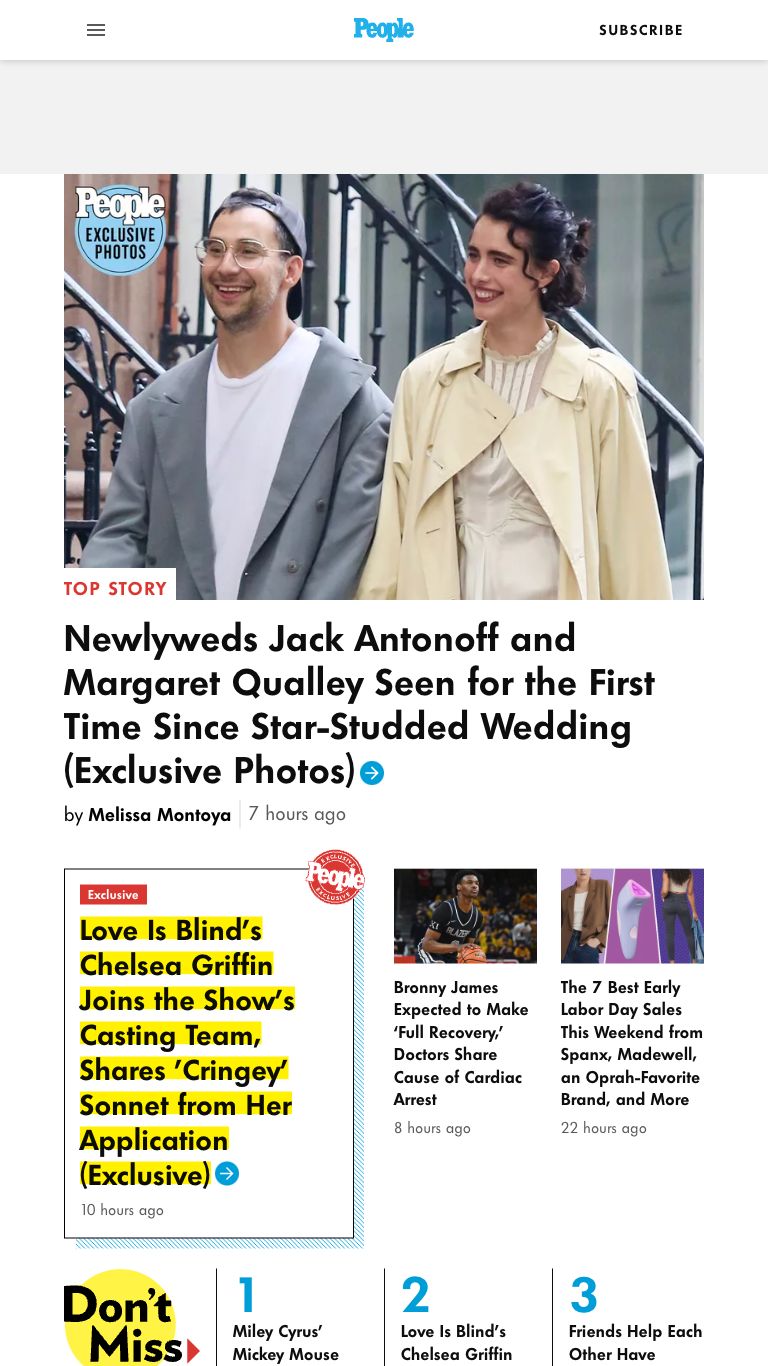 People
SUBSCRIBE
People
EXCLUSIVE
PHOTOS
TOP STORY
Newlyweds Jack Antonoff and
Margaret Qualley Seen for the First
Time Since Star-Studded Wedding
(Exclusive Photos)
by Melissa Montoya 7 hours ago
EXCLUSIVE
People
EXCLUSIVE
Exclusive
Love Is Blind’s
Chelsea Griffin
Joins the Show’s
Casting Team,
Shares ’Cringey’
Sonnet from Her
Application
(Exclusive)
10 hours ago
BLAZERS
Bronny James
Expected to Make
‘Full Recovery,’
Doctors Share
Cause of Cardiac
Arrest
8 hours ago
The 7 Best Early
Labor Day Sales
This Weekend from
Spanx, Madewell,
an Oprah-Favorite
Brand, and More
22 hours ago
Don’t
Miss
1
Miley Cyrus’
Mickey Mouse
2
Love Is Blind’s
Chelsea Griffin
3
Friends Help Each
Other Have